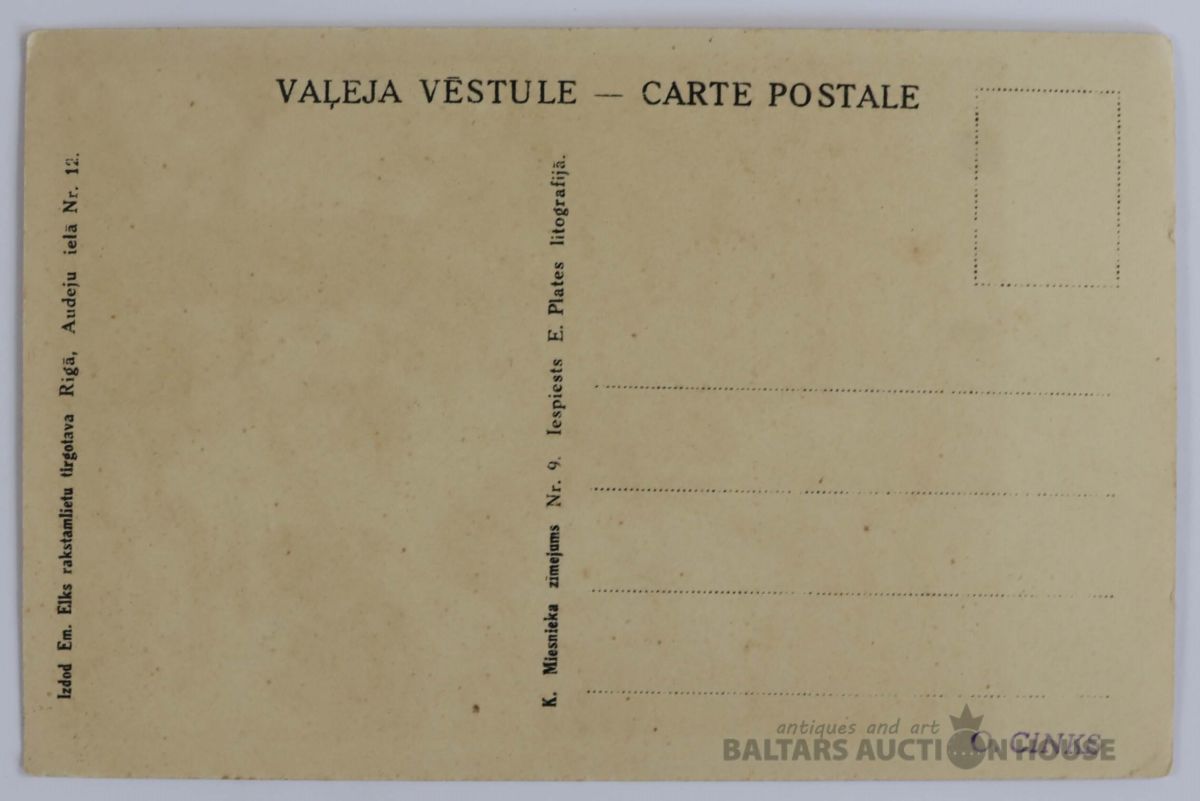 VAĻEJA VĒSTULE — CARTE POSTALE
Izdod Em. Elks rakstamlietu tirgotava Rīgā, Audeju ielā Nr. 12.
K. Miesnieka zīmejums Nr. 9. Iespiests E. Plates litografijā.
O. CINKS
antiques and art
BALTARS AUCTION HOUSE